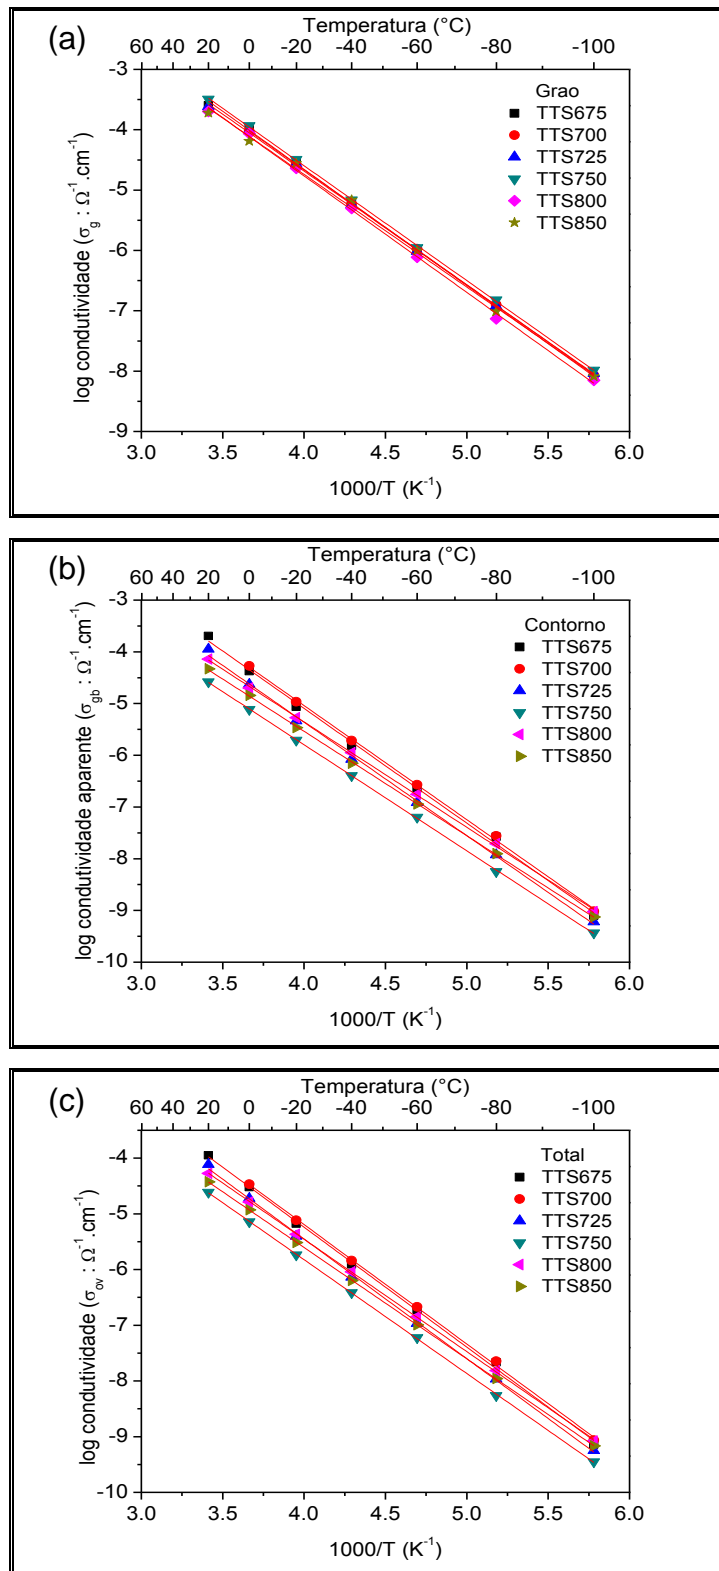 (a)
Temperatura (°C)
60 40 20 0 -20 -40 -60 -80 -100
-3
-4
-5
-6
-7
-8
-9
log condutividade (σg : Ω-1.cm-1)
Grao
TTS675
TTS700
TTS725
TTS750
TTS800
TTS850
3.0 3.5 4.0 4.5 5.0 5.5 6.0
1000/T (K-1)
(b)
Temperatura (°C)
60 40 20 0 -20 -40 -60 -80 -100
-3
-4
-5
-6
-7
-8
-9
-10
log condutividade aparente (σgb : Ω-1.cm-1)
Contorno
TTS675
TTS700
TTS725
TTS750
TTS800
TTS850
3.0 3.5 4.0 4.5 5.0 5.5 6.0
1000/T (K-1)
(c)
Temperatura (°C)
60 40 20 0 -20 -40 -60 -80 -100
-4
-5
-6
-7
-8
-9
-10
log condutividade (σov : Ω-1.cm-1)
Total
TTS675
TTS700
TTS725
TTS750
TTS800
TTS850
3.0 3.5 4.0 4.5 5.0 5.5 6.0
1000/T (K-1)